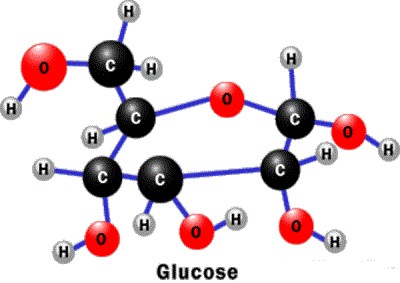 H
H
O C H
O
H
C C O
H H
H
H C C C
H O H O
H O H
Glucose